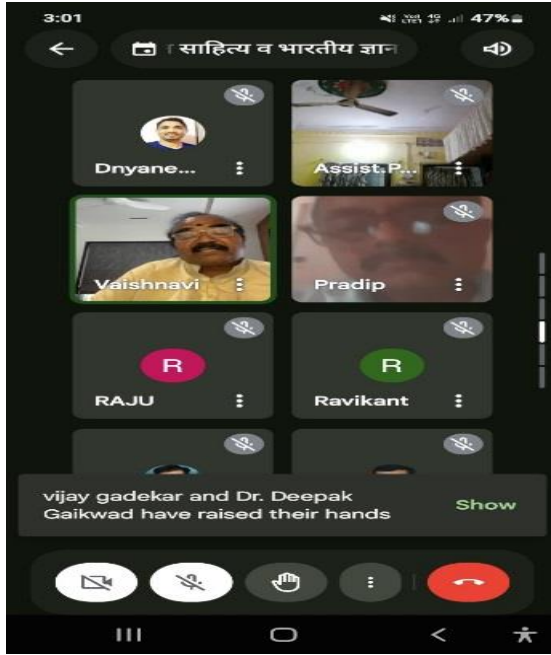 3:01 47%
साहित्य व भारतीय ज्ञान
Dnyane...
Assist.P...
Vaishnavi
Pradip
R
R
RAJU
Ravikant
vijay gadekar and Dr. Deepak
Gaikwad have raised their hands
Show